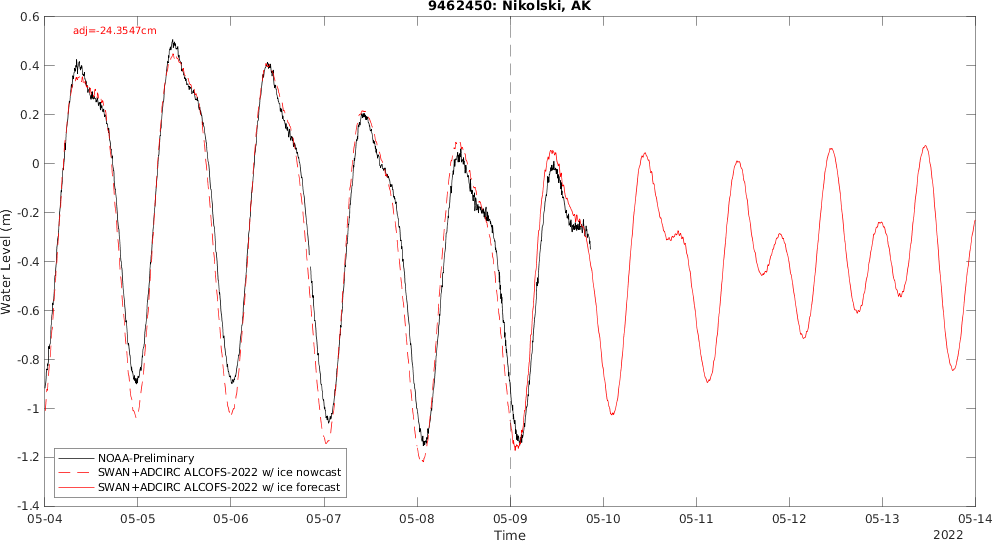 9462450: Nikolski, AK
adj=-24.3547cm
Water Level (m)
0.6
0.4
0.2
0
-0.2
-0.4
-0.6
-0.8
-1
-1.2
-1.4
NOAA-Preliminary
SWAN+ADCIRC ALCOFS-2022 w/ ice nowcast
SWAN+ADCIRC ALCOFS-2022 w/ ice forecast
05-04 05-05 05-06 05-07 05-08 05-09 05-10 05-11 05-12 05-13 05-14
Time
2022